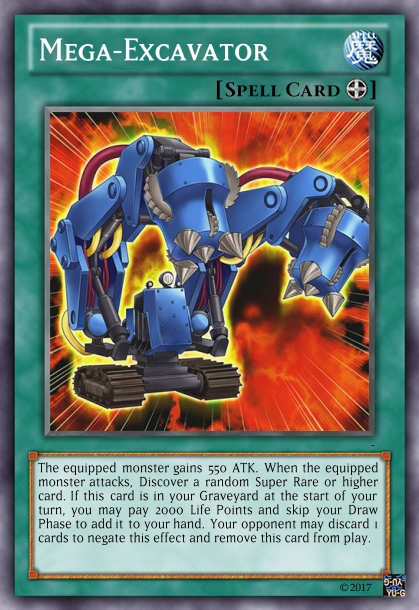 MEGA-EXCAVATOR
魔
[SPELL CARD]
The equipped monster gains 550 ATK. When the equipped
monster attacks, Discover a random Super Rare or higher
card. If this card is in your Graveyard at the start of your
turn, you may pay 2000 Life Points and skip your Draw
Phase to add it to your hand. Your opponent may discard 1
cards to negate this effect and remove this card from play.
©2017
YU-G